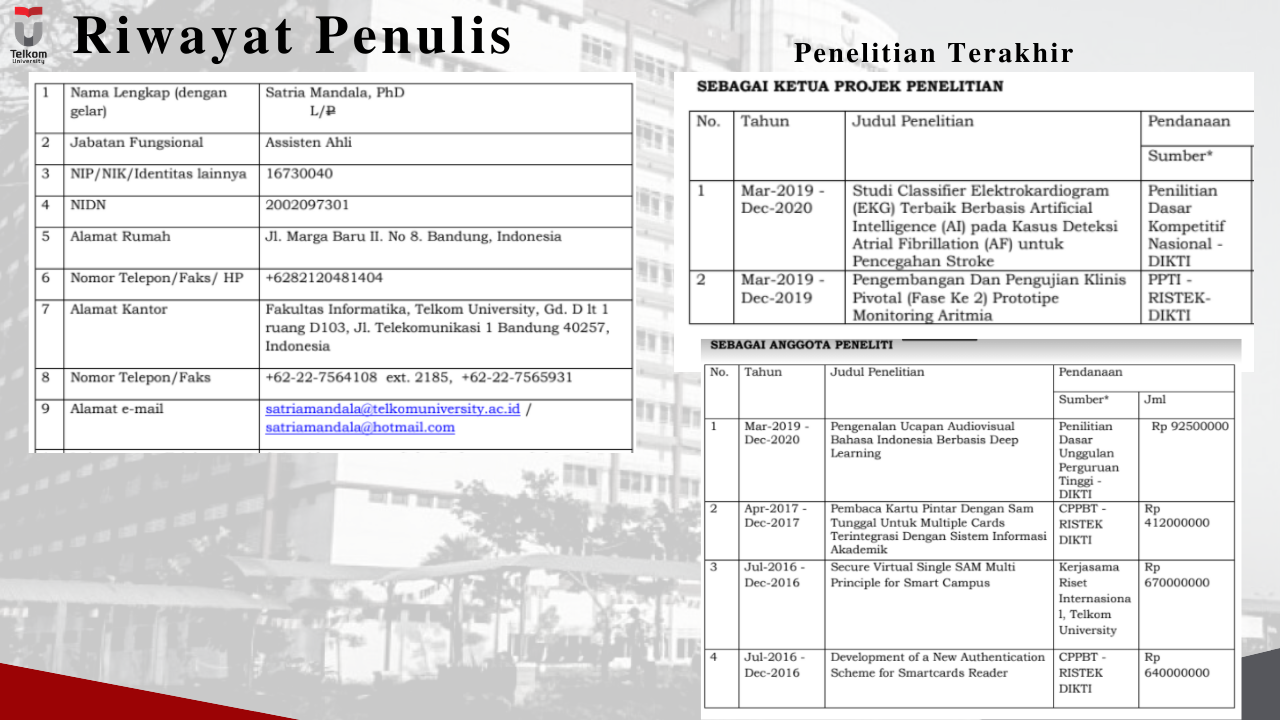 Telkom
University
Riwayat Penulis
1 Nama Lengkap (dengan gelar) Satria Mandala, PhD
L/P
2 Jabatan Fungsional Assisten Ahli
3 NIP/NIK/Identitas lainnya 16730040
4 NIDN 2002097301
5 Alamat Rumah Jl. Marga Baru II. No 8. Bandung, Indonesia
6 Nomor Telepon/Faks/ HP +6282120481404
7 Alamat Kantor Fakultas Informatika, Telkom University, Gd. D lt 1
ruang D103, Jl. Telekomunikasi 1 Bandung 40257,
Indonesia
8 Nomor Telepon/Faks +62-22-7564108 ext. 2185, +62-22-7565931
9 Alamat e-mail satriamandala@telkomuniversity.ac.id /
satriamandala@hotmail.com
Penelitian Terakhir
SEBAGAI KETUA PROJEK PENELITIAN
No. Tahun Judul Penelitian Pendanaan
Sumber*
1 Mar-2019 - Studi Classifier Elektrokardiogram Penilitian
Dec-2020 (EKG) Terbaik Berbasis Artificial Dasar
Intelligence (AI) pada Kasus Deteksi Kompetitif
Atrial Fibrillation (AF) untuk Nasional -
Pencegahan Stroke DIKTI
2 Mar-2019 - Pengembangan Dan Pengujian Klinis PPTI -
Dec-2019 Pivotal (Fase Ke 2) Prototipe RISTEK-
Monitoring Aritmia DIKTI
SEBAGAI ANGGOTA PENELITI
No. Tahun Judul Penelitian Pendanaan
Sumber* Jml
1 Mar-2019 - Pengenalan Ucapan Audiovisual Penilitian Rp 92500000
Dec-2020 Bahasa Indonesia Berbasis Deep Dasar
Learning Unggulan
Perguruan
Tinggi -
DIKTI
2 Apr-2017 - Pembaca Kartu Pintar Dengan Sam CPPBT - Rp
Dec-2017 Tunggal Untuk Multiple Cards RISTEK 412000000
Terintegrasi Dengan Sistem Informasi DIKTI
Akademik
3 Jul-2016 - Secure Virtual Single SAM Multi Kerjasama Rp
Dec-2016 Principle for Smart Campus Riset 670000000
Internasiona
l, Telkom
University
4 Jul-2016 - Development of a New Authentication CPPBT - Rp
Dec-2016 Scheme for Smartcards Reader RISTEK 640000000
DIKTI